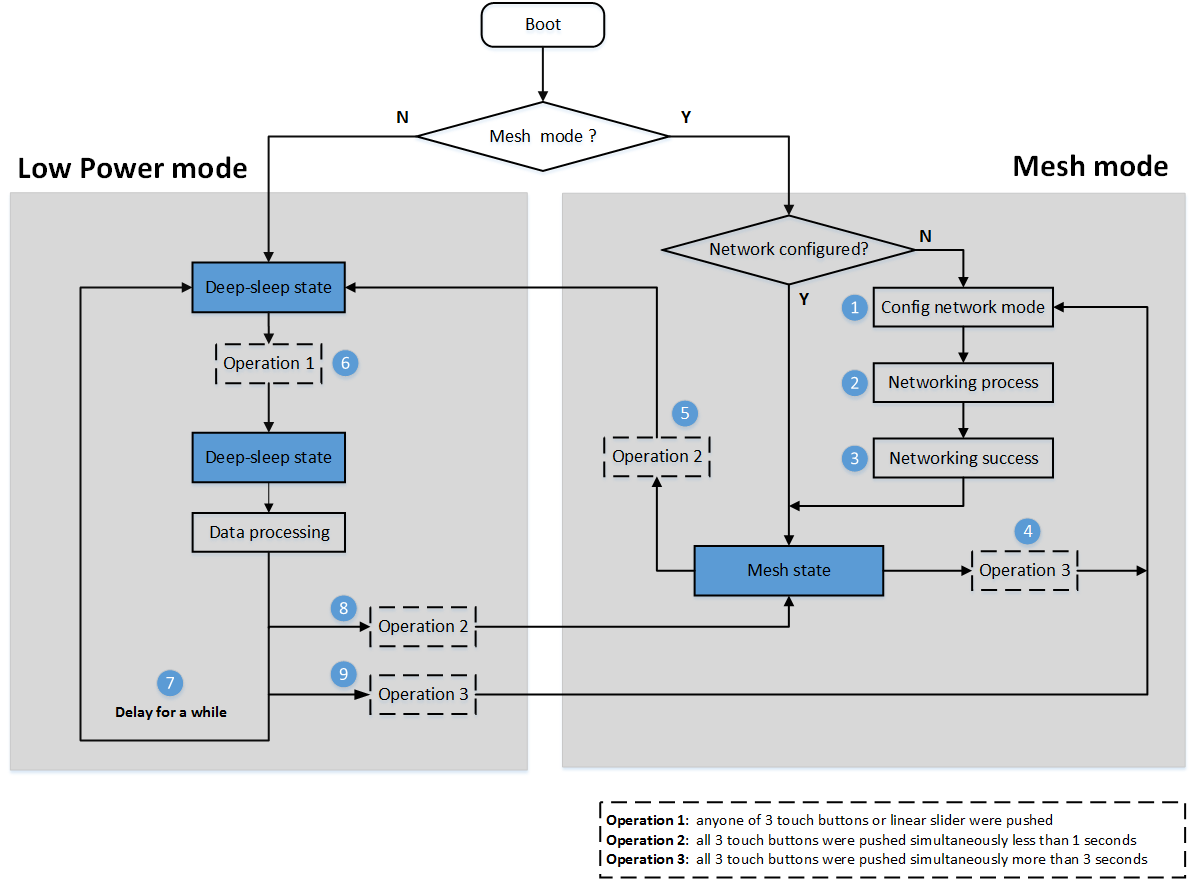 Boot
Mesh mode ?
N
Y
Low Power mode
Mesh mode
Network configured?
N
Y
Deep-sleep state
1
Config network mode
Operation 1
6
2
Networking process
5
Deep-sleep state
Operation 2
3
Networking success
Data processing
4
Mesh state
Operation 3
8
Operation 2
9
Operation 3
7
Delay for a while
Operation 1: anyone of 3 touch buttons or linear slider were pushed
Operation 2: all 3 touch buttons were pushed simultaneously less than 1 seconds
Operation 3: all 3 touch buttons were pushed simultaneously more than 3 seconds